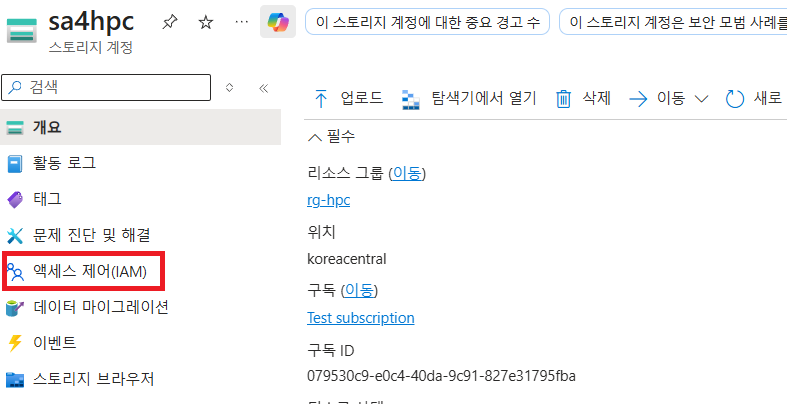 sa4hpc
스토리지 계정
이 스토리지 계정에 대한 중요 경고 수
이 스토리지 계정은 보안 모범 사례를
검색
개요
활동 로그
태그
문제 진단 및 해결
액세스 제어(IAM)
데이터 마이그레이션
이벤트
스토리지 브라우저
업로드
탐색기에서 열기
삭제
이동
새로
필수
리소스 그룹 (이동)
rg-hpc
위치
koreacentral
구독 (이동)
Test subscription
구독 ID
079530c9-e0c4-40da-9c91-827e31795fba